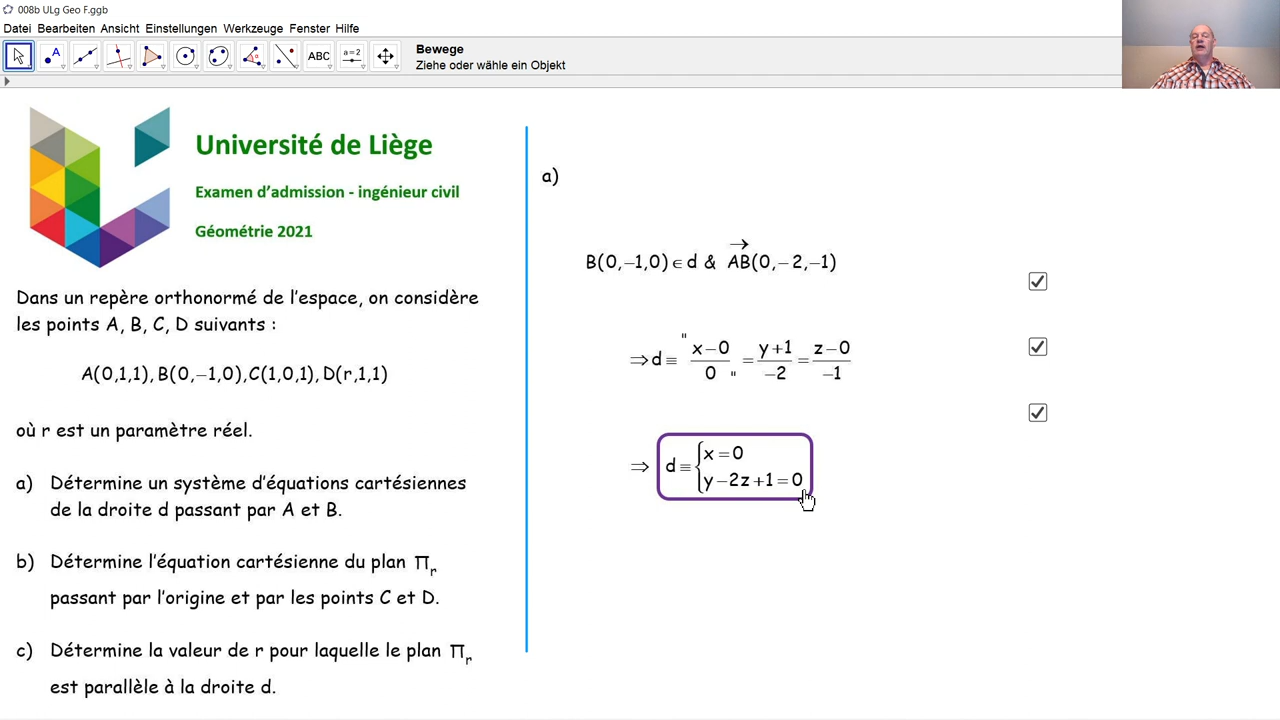 008b ULg Geo F.ggb
Datei Bearbeiten Ansicht Einstellungen Werkzeuge Fenster Hilfe
A
ABC
a=2
Bewege
Ziehe oder wähle ein Objekt
Université de Liège
Examen d'admission - ingénieur civil
Géométrie 2021
Dans un repère orthonormé de l'espace, on considère
les points A, B, C, D suivants :
A(0,1,1), B(0,−1,0), C(1,0,1), D(r,1,1)
où r est un paramètre réel.
a) Détermine un système d'équations cartésiennes
de la droite d passant par A et B.
b) Détermine l'équation cartésienne du plan Π_r
passant par l'origine et par les points C et D.
c) Détermine la valeur de r pour laquelle le plan Π_r
est parallèle à la droite d.
a)
B(0,−1,0) ∈ d & \overrightarrow{AB}(0,−2,−1)
⇒ d ≡ " (x−0)/0 " = (y+1)/(−2) = (z−0)/(−1)
⇒ d ≡ { x = 0
y − 2z + 1 = 0